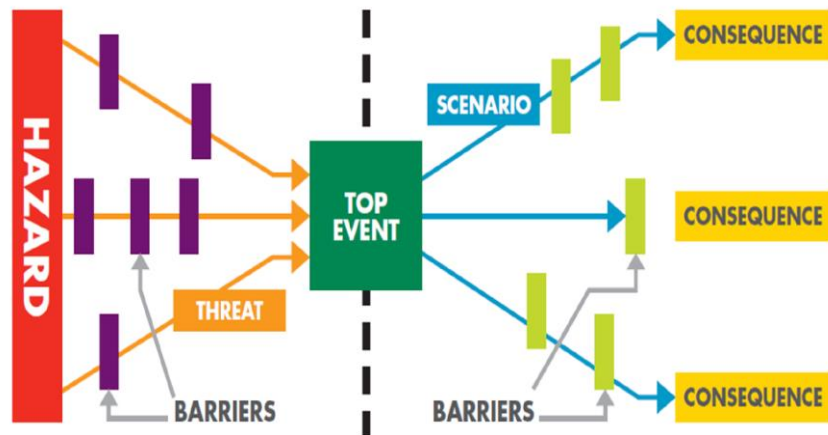 HAZARD
THREAT
BARRIERS
TOP
EVENT
SCENARIO
BARRIERS
CONSEQUENCE
CONSEQUENCE
CONSEQUENCE